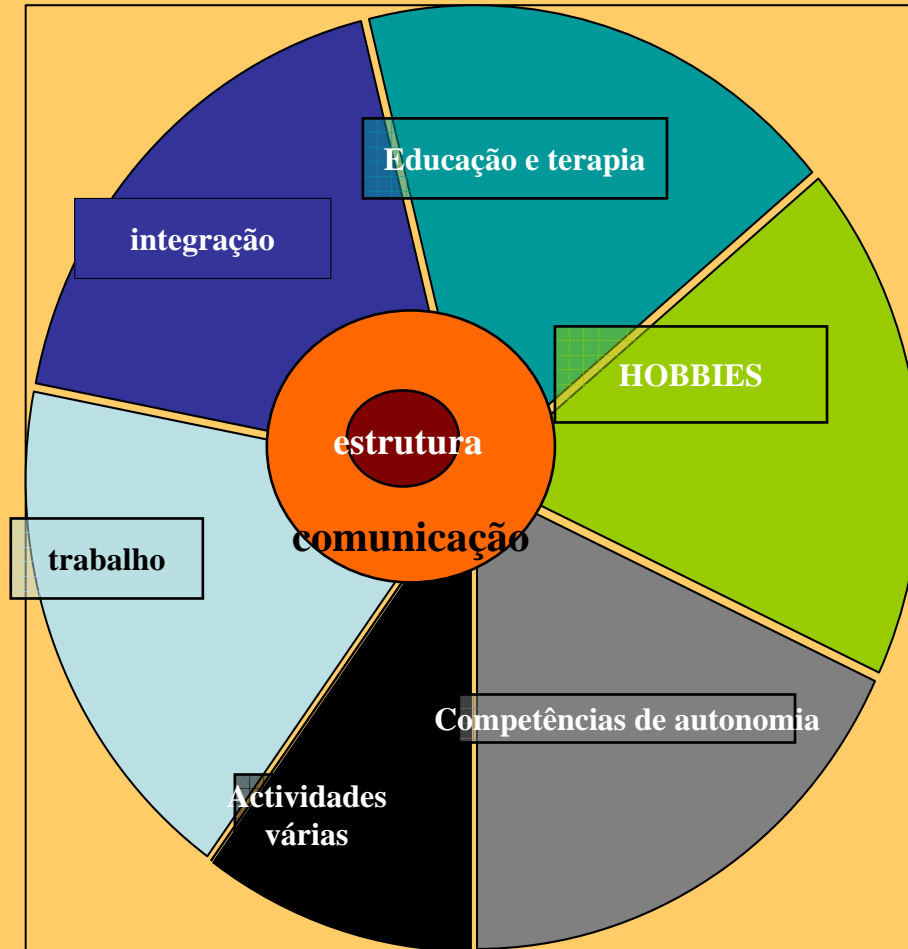 Educação e terapia
integração
HOBBIES
estrutura
comunicação
trabalho
Competências de autonomia
Actividades
várias